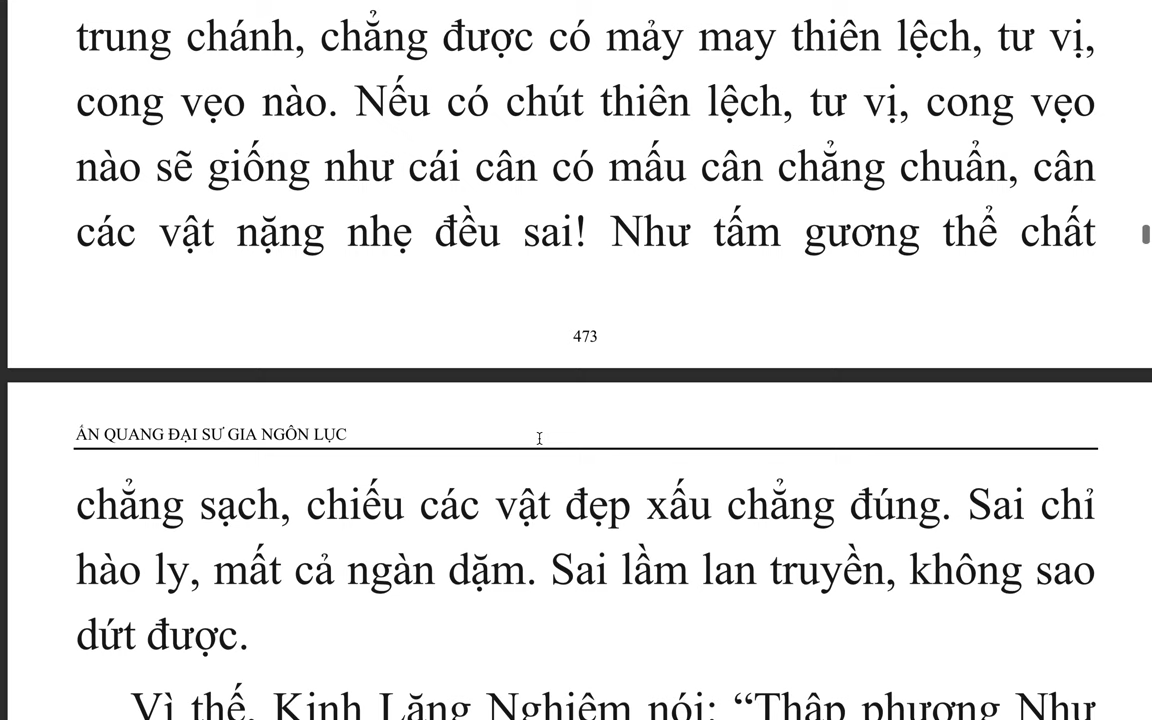 trung chánh, chẳng được có mảy may thiên lệch, tư vị,
cong vẹo nào. Nếu có chút thiên lệch, tư vị, cong vẹo
nào sẽ giống như cái cân có mấu cân chẳng chuẩn, cân
các vật nặng nhẹ đều sai! Như tấm gương thể chất
473
ẤN QUANG ĐẠI SƯ GIA NGÔN LỤC
chẳng sạch, chiếu các vật đẹp xấu chẳng đúng. Sai chỉ
hào ly, mất cả ngàn dặm. Sai lầm lan truyền, không sao
dứt được.
Vì thế, Kinh Lăng Nghiêm nói: “Thập phương Như